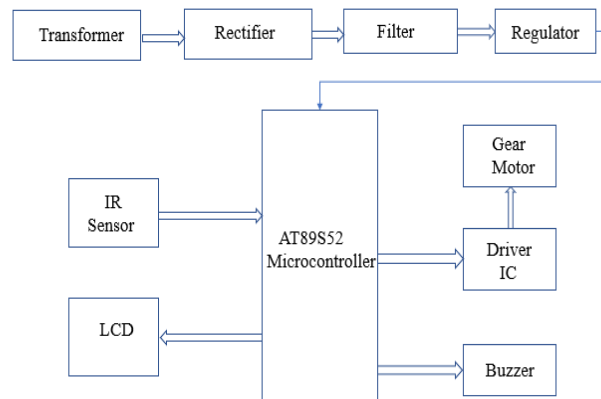 Transformer
Rectifier
Filter
Regulator
Gear
Motor
IR
Sensor
AT89S52
Microcontroller
Driver
IC
LCD
Buzzer